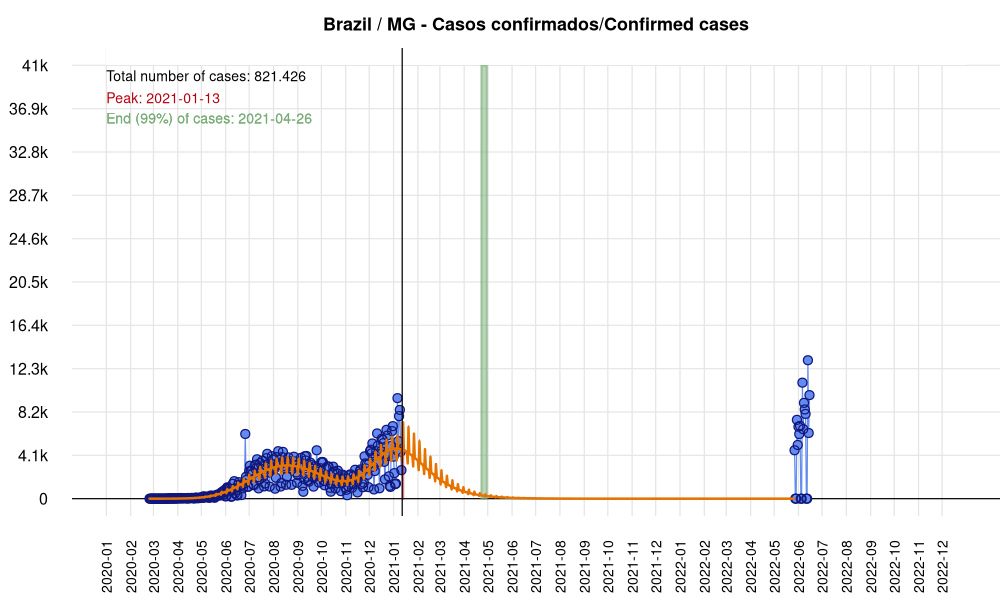 Brazil / MG - Casos confirmados/Confirmed cases
Total number of cases: 821.426
Peak: 2021-01-13
End (99%) of cases: 2021-04-26
41k
36.9k
32.8k
28.7k
24.6k
20.5k
16.4k
12.3k
8.2k
4.1k
0
2020-01
2020-02
2020-03
2020-04
2020-05
2020-06
2020-07
2020-08
2020-09
2020-10
2020-11
2020-12
2021-01
2021-02
2021-03
2021-04
2021-05
2021-06
2021-07
2021-08
2021-09
2021-10
2021-11
2021-12
2022-01
2022-02
2022-03
2022-04
2022-05
2022-06
2022-07
2022-08
2022-09
2022-10
2022-11
2022-12